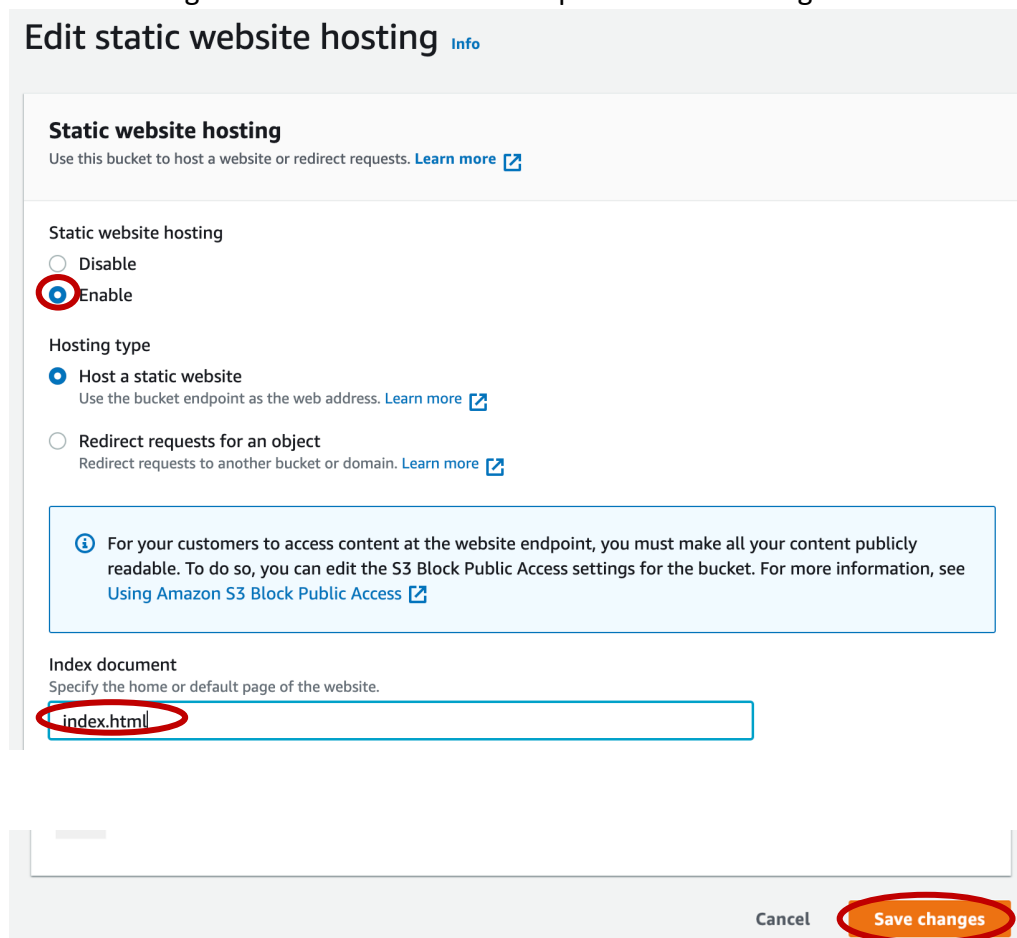 Edit static website hosting Info
Static website hosting
Use this bucket to host a website or redirect requests. Learn more
Static website hosting
Disable
Enable
Hosting type
Host a static website
Use the bucket endpoint as the web address. Learn more
Redirect requests for an object
Redirect requests to another bucket or domain. Learn more
For your customers to access content at the website endpoint, you must make all your content publicly
readable. To do so, you can edit the S3 Block Public Access settings for the bucket. For more information, see
Using Amazon S3 Block Public Access
Index document
Specify the home or default page of the website.
index.html
Cancel Save changes